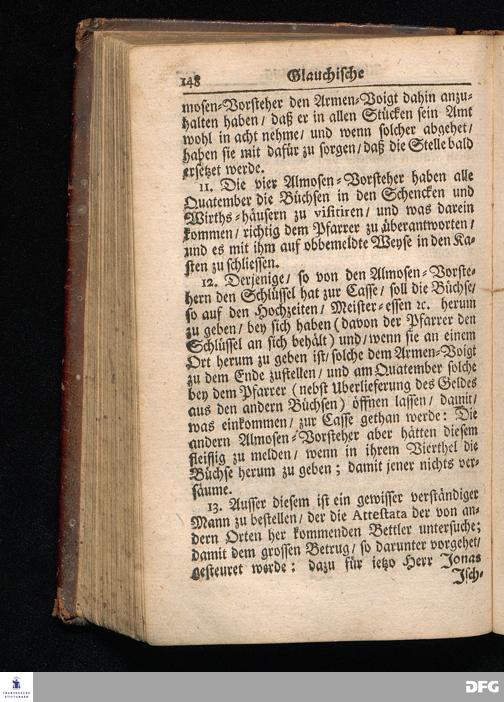 148 Glauchische
mosen-Vorsteher den Armen-Voigt dahin anzu-
halten haben / daß er in allen Stücken sein Amt
wohl in acht nehme / und wenn solcher abgehet /
haben sie mit dafür zu sorgen / daß die Stelle bald
ersetzet werde.
11. Die vier Almosen-Vorsteher haben alle
Quatember die Büchsen in den Schencken und
Wirths-häusern zu visitiren / und was darein
kommen / richtig dem Pfarrer zu überantworten /
und es mit ihm auf obbemeldte Weyse in den Ka-
sten zu schliessen.
12. Derjenige / so von den Almosen-Vorste-
hern den Schlüssel hat zur Casse / soll die Büchse /
so auf den Hochzeiten / Meister-essen ꝛc. herum
zu geben / bey sich haben (davon der Pfarrer den
Schlüssel an sich behält) und / wenn sie an einem
Ort herum zu geben ist / solche dem Armen-Voigt
zu dem Ende zustellen / und am Quatember solche
bey dem Pfarrer (nebst Uberlieferung des Geldes
aus den andern Büchsen) öffnen lassen / damit /
was einkommen / zur Casse gethan werde: Die
andern Almosen-Vorsteher aber hätten diesem
fleissig zu melden / wenn in ihrem Vierthel die
Büchse herum zu geben; damit jener nichts ver-
säume.
13. Ausser diesem ist ein gewisser verständiger
Mann zu bestellen / der die Attestata der von an-
dern Orten her kommenden Bettler untersuche;
damit dem grossen Betrug / so darunter vorgehet /
gesteuret werde: dazu für ietzo Herr Jonas
Isch-
FRANCKESCHE
STIFTUNGEN
DFG